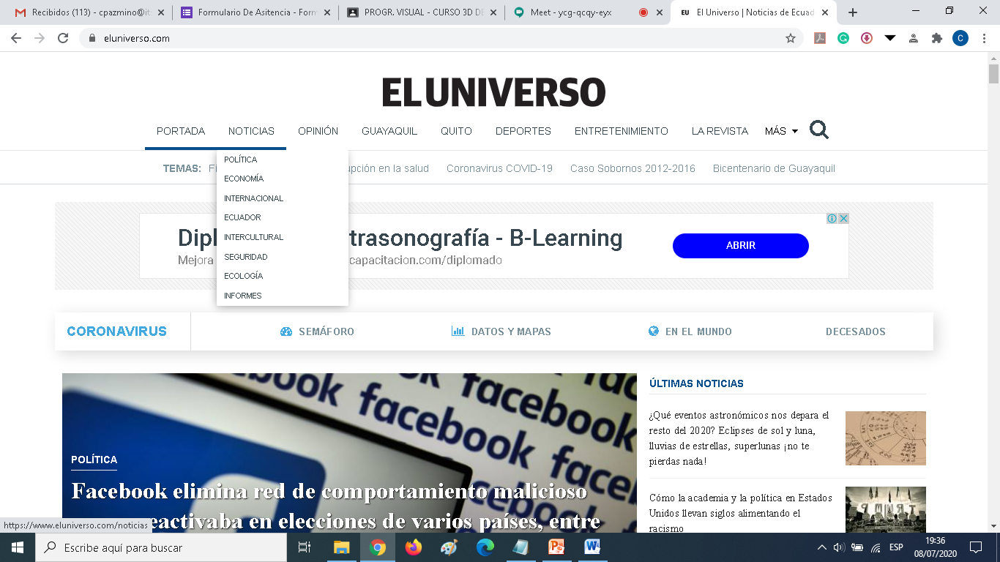 Recibidos (113) - cpazmino@it
Formulario De Asitencia - Form
PROGR. VISUAL - CURSO 3D DE
Meet - ycg-qcqy-eyx
EU El Universo | Noticias de Ecuad
eluniverso.com
C
EL UNIVERSO
PORTADA NOTICIAS OPINIÓN GUAYAQUIL QUITO DEPORTES ENTRETENIMIENTO LA REVISTA MÁS
TEMAS: upción en la salud Coronavirus COVID-19 Caso Sobornos 2012-2016 Bicentenario de Guayaquil
POLÍTICA
ECONOMÍA
INTERNACIONAL
ECUADOR
INTERCULTURAL
SEGURIDAD
ECOLOGÍA
INFORMES
Dipl trasonografía - B-Learning
Mejora capacitacion.com/diplomado
ABRIR
CORONAVIRUS SEMÁFORO DATOS Y MAPAS EN EL MUNDO DECESADOS
facebook
POLÍTICA
Facebook elimina red de comportamiento malicioso
eactivaba en elecciones de varios países, entre
ÚLTIMAS NOTICIAS
¿Qué eventos astronómicos nos depara el
resto del 2020? Eclipses de sol y luna,
lluvias de estrellas, superlunas ¡no te
pierdas nada!
Cómo la academia y la política en Estados
Unidos llevan siglos alimentando el
racismo
TRUMP
https://www.eluniverso.com/noticias
Escribe aquí para buscar
ESP
19:36
08/07/2020